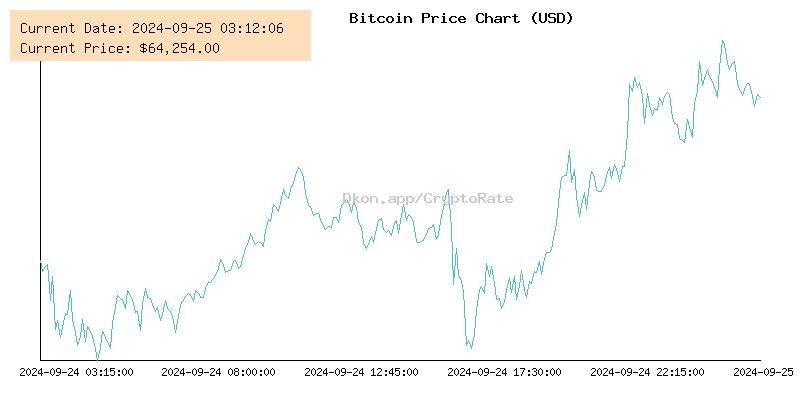 Bitcoin Price Chart (USD)
Current Date: 2024-09-25 03:12:06
Current Price: $64,254.00
Dkon.app/CryptoRate
2024-09-24 03:15:00 2024-09-24 08:00:00 2024-09-24 12:45:00 2024-09-24 17:30:00 2024-09-24 22:15:00 2024-09-25